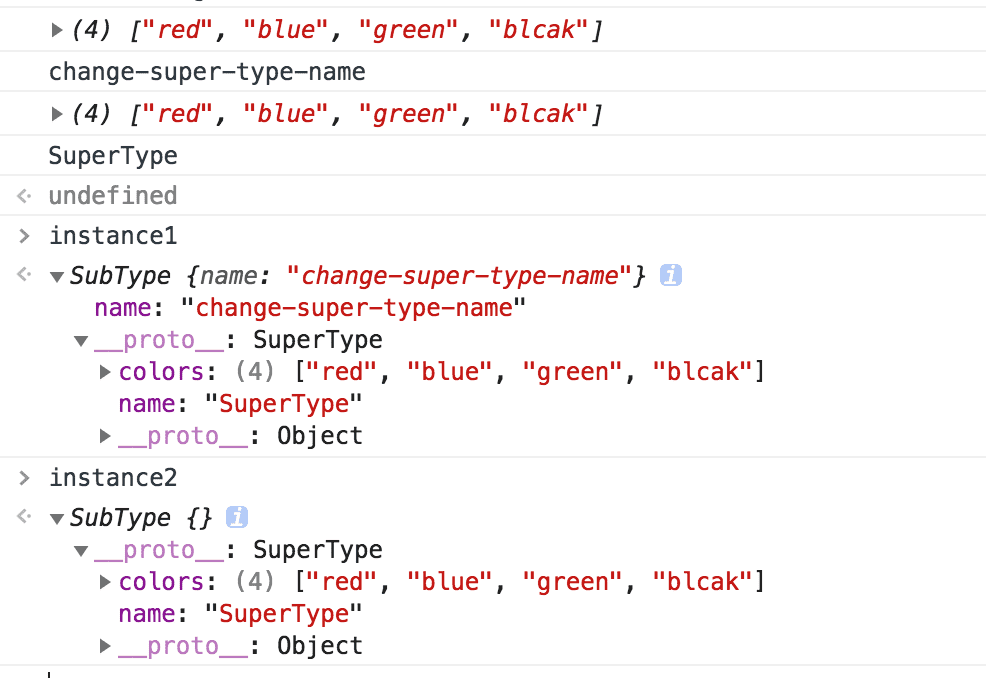 (4) ["red", "blue", "green", "blcak"]
change-super-type-name
(4) ["red", "blue", "green", "blcak"]
SuperType
undefined
instance1
SubType {name: "change-super-type-name"} i
name: "change-super-type-name"
__proto__: SuperType
colors: (4) ["red", "blue", "green", "blcak"]
name: "SuperType"
__proto__: Object
instance2
SubType {} i
__proto__: SuperType
colors: (4) ["red", "blue", "green", "blcak"]
name: "SuperType"
__proto__: Object